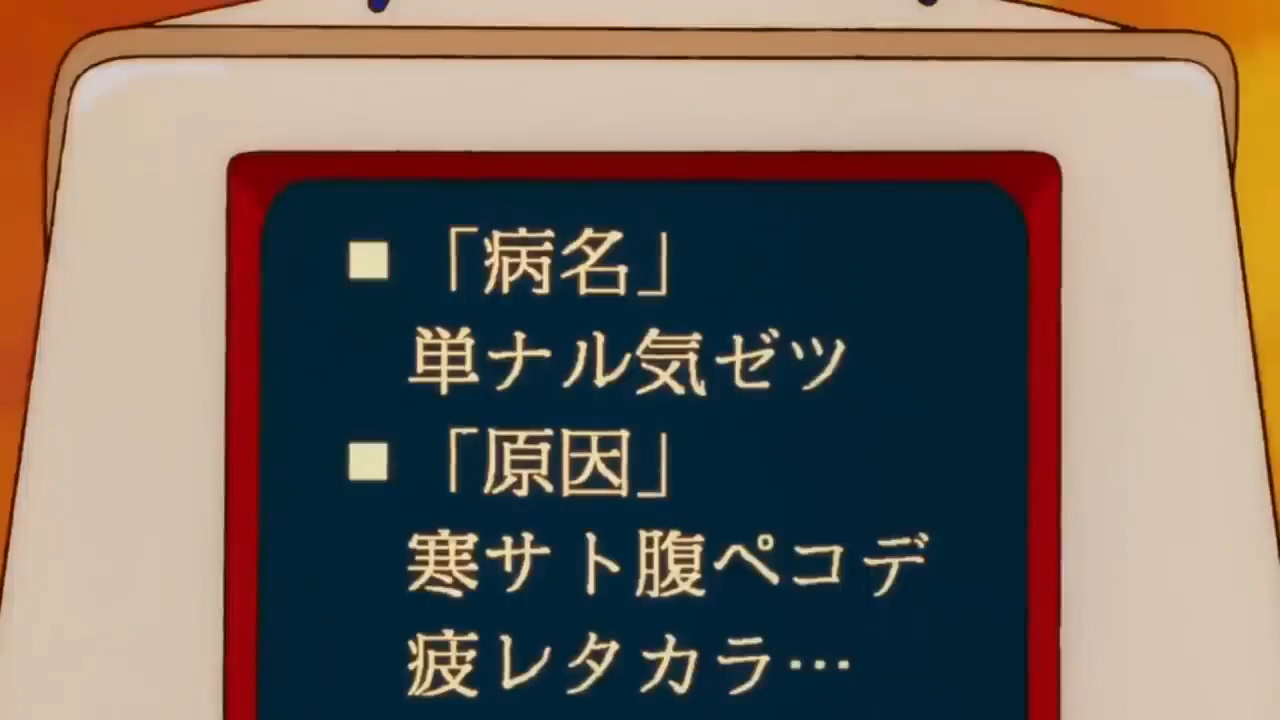 ■「病名」
単ナル気ゼツ
■「原因」
寒サト腹ペコデ
疲レタカラ…